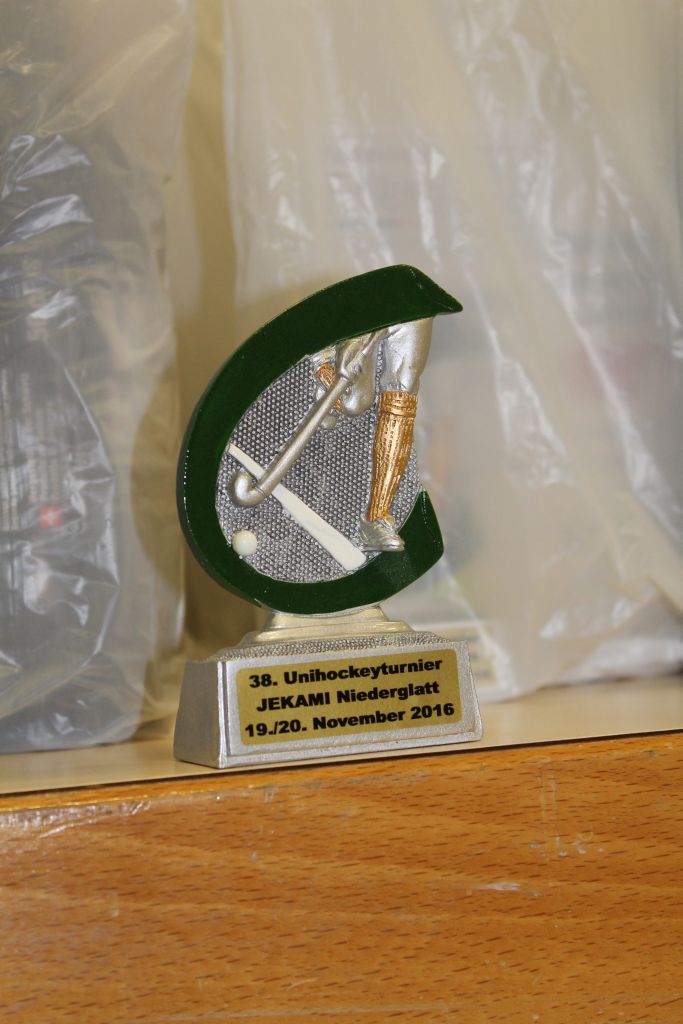 38. Unihockeyturnier
JEKAMI Niederglatt
19./20. November 2016